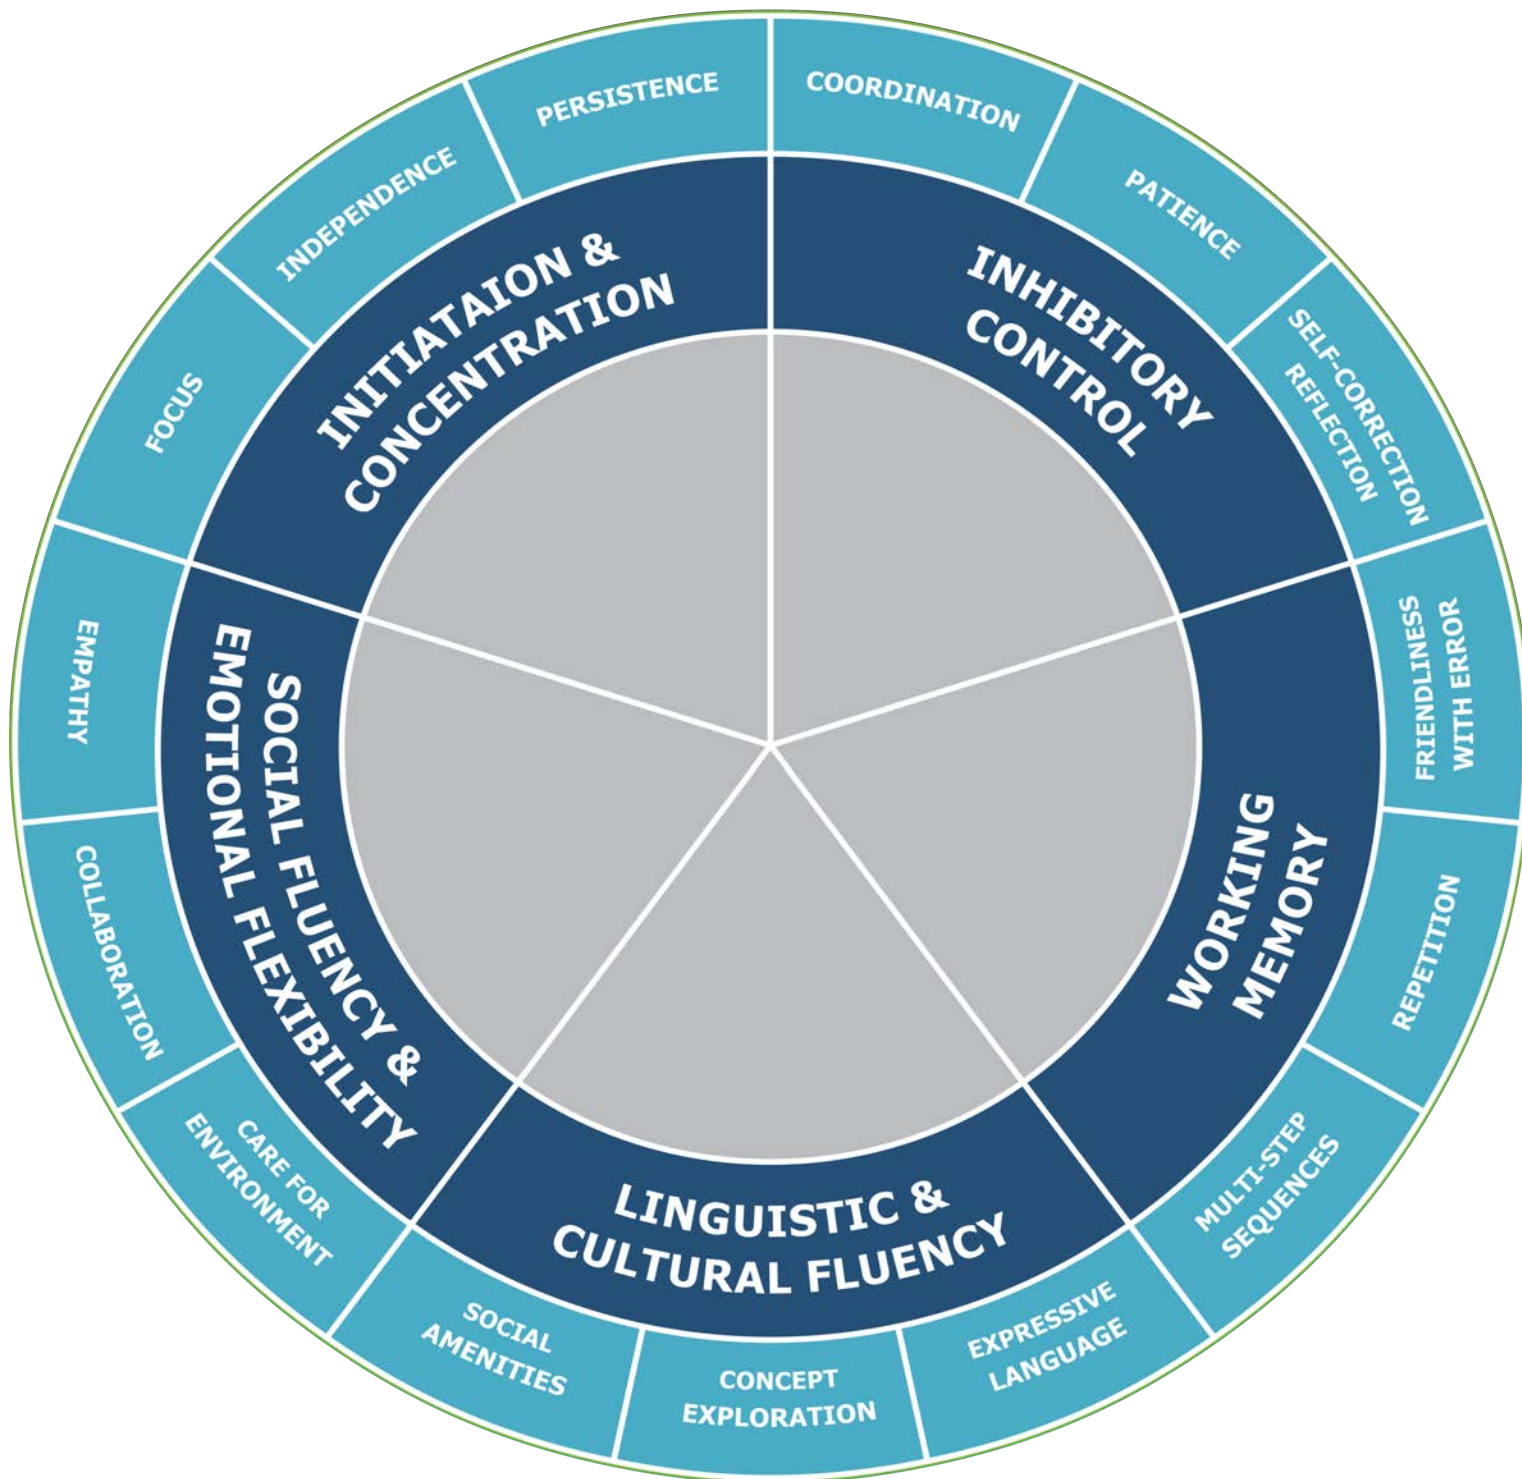 PERSISTENCE
COORDINATION
PATIENCE
SELF-CORRECTION
REFLECTION
FRIENDLINESS
WITH ERROR
REPETITION
MULTI-STEP
SEQUENCES
EXPRESSIVE
LANGUAGE
CONCEPT
EXPLORATION
SOCIAL
AMENITIES
CARE FOR
ENVIRONMENT
COLLABORATION
EMPATHY
FOCUS
INDEPENDENCE
INITIATAION &
CONCENTRATION
INHIBITORY
CONTROL
WORKING
MEMORY
LINGUISTIC &
CULTURAL FLUENCY
SOCIAL FLUENCY &
EMOTIONAL FLEXIBILITY